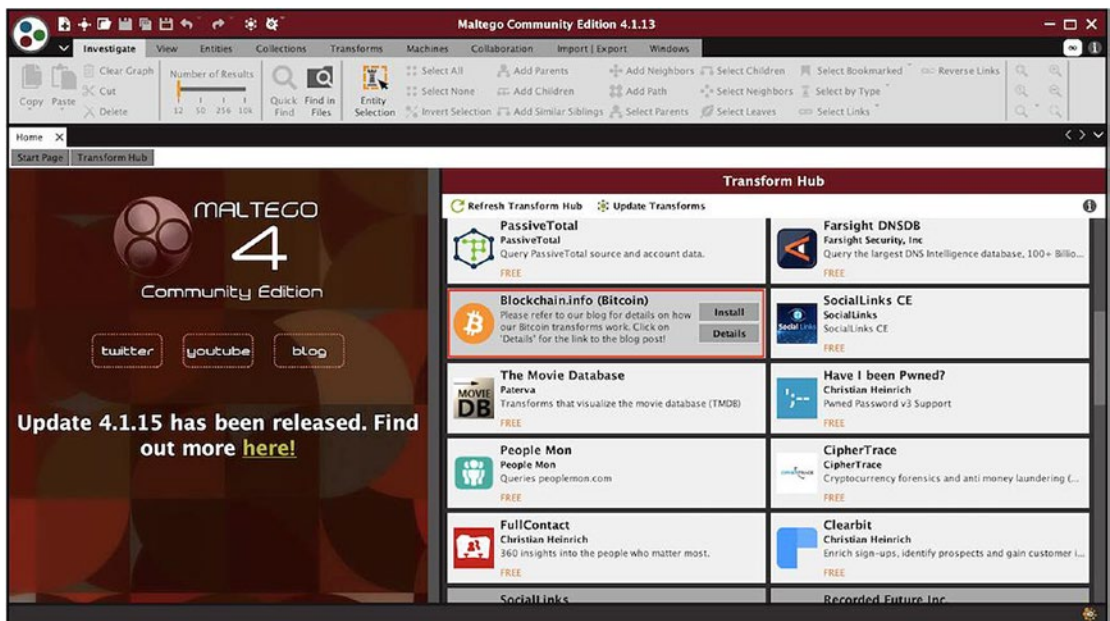 Maltego Community Edition 4.1.13
Investigate View Entities Collections Transforms Machines Collaboration Import | Export Windows
Copy Paste
Clear Graph
Cut
Delete
Number of Results
12 50 256 10k
Quick Find
Find in Files
Entity Selection
Select All
Select None
Invert Selection
Add Parents
Add Children
Add Similar Siblings
Add Neighbors
Add Path
Select Parents
Select Children
Select Neighbors
Select Leaves
Select Bookmarked
Select by Type
Select Links
Reverse Links
Home X
Start Page Transform Hub
MALTEGO
4
Community Edition
twitter youtube blog
Update 4.1.15 has been released. Find
out more here!
Transform Hub
Refresh Transform Hub Update Transforms
PassiveTotal
PassiveTotal
Query PassiveTotal source and account data.
FREE
Farsight DNSDB
Farsight Security, Inc
Query the largest DNS Intelligence database, 100+ Billio...
FREE
Blockchain.info (Bitcoin)
Please refer to our blog for details on how
our Bitcoin transforms work. Click on
'Details' for the link to the blog post!
Install
Details
SocialLinks CE
SocialLinks
SocialLinks CE
FREE
Social Links
The Movie Database
Paterva
Transforms that visualize the movie database (TMDB)
FREE
MOVIE
DB
Have I been Pwned?
Christian Heinrich
Pwned Password v3 Support
FREE
People Mon
People Mon
Queries peoplemon.com
FREE
CipherTrace
CipherTrace
Cryptocurrency forensics and anti money laundering (...
FREE
FullContact
Christian Heinrich
360 insights into the people who matter most.
FREE
Clearbit
Christian Heinrich
Enrich sign-ups, identify prospects and gain customer i...
FREE
SocialLinks
Recorded Future Inc.